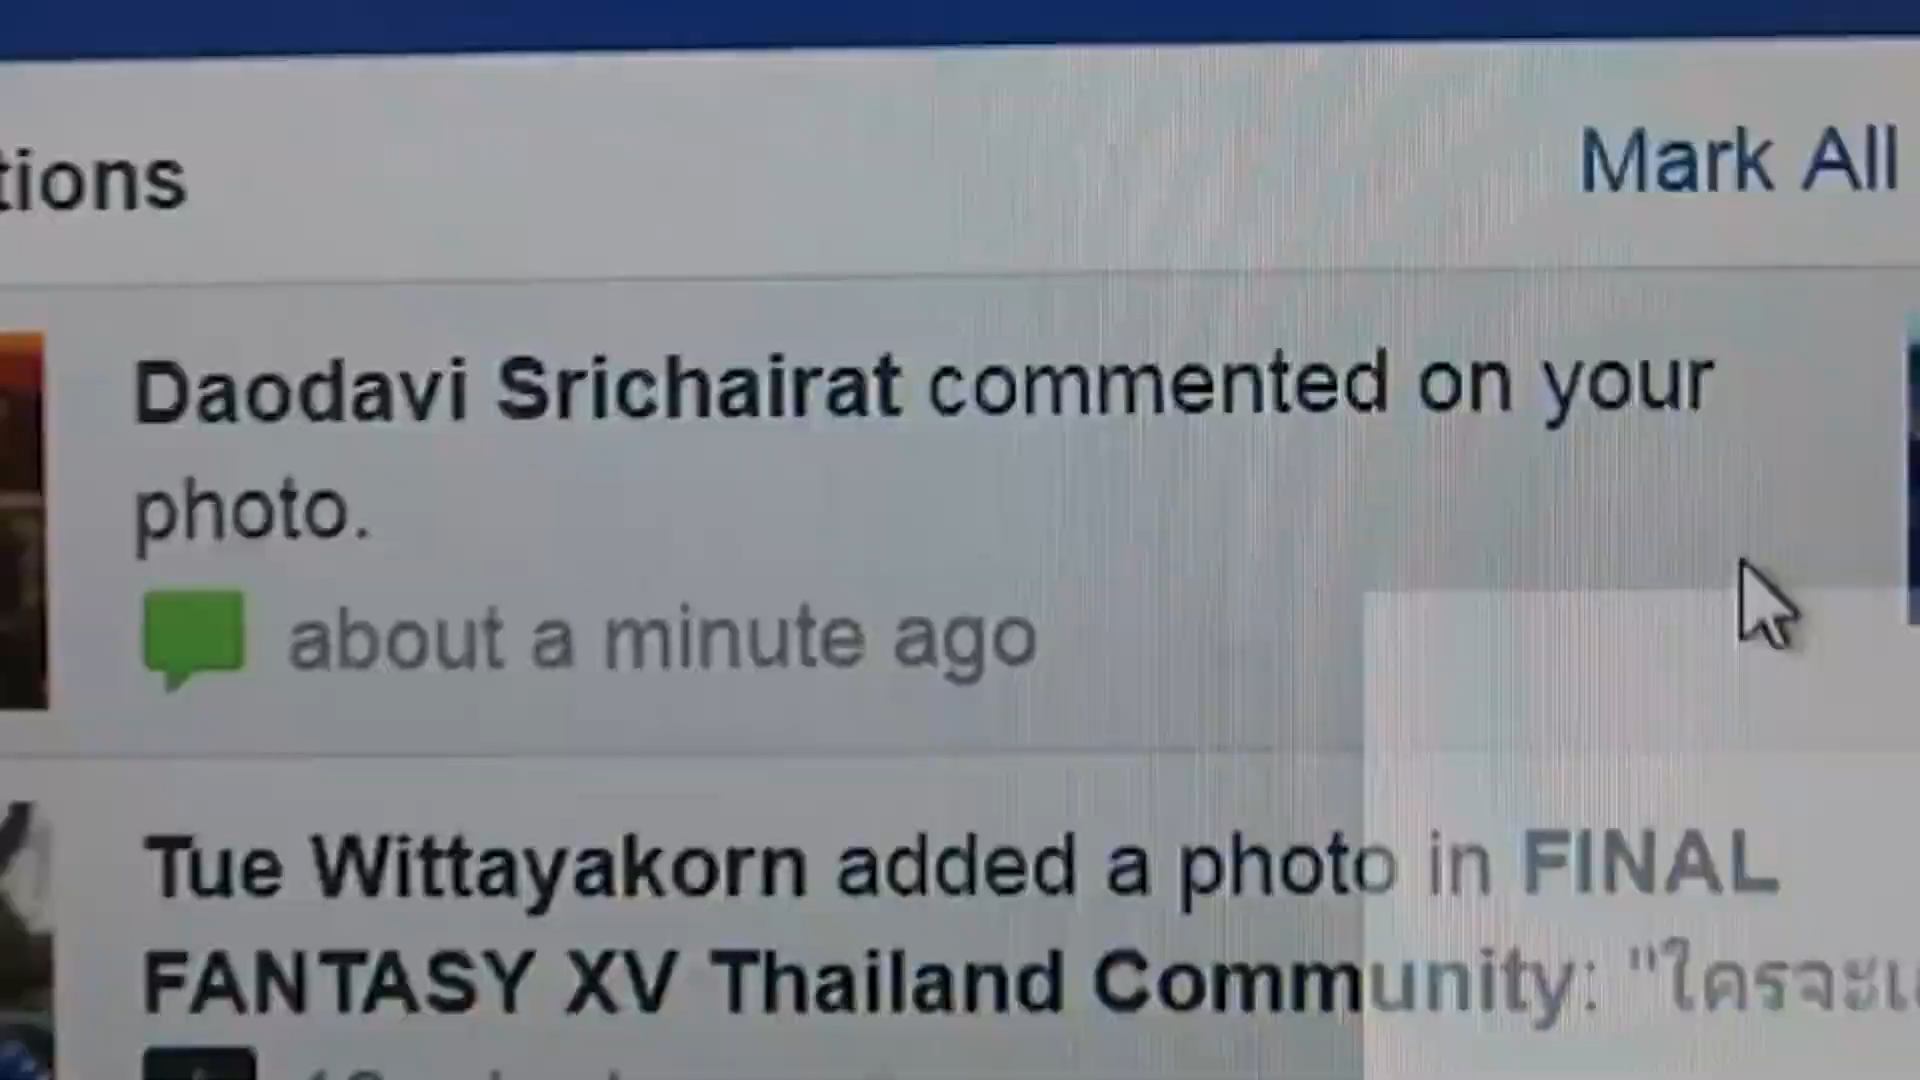 tions
Mark All
Daodavi Srichairat commented on your
photo.
about a minute ago
Tue Wittayakorn added a photo in FINAL
FANTASY XV Thailand Community: "ใครจะเ